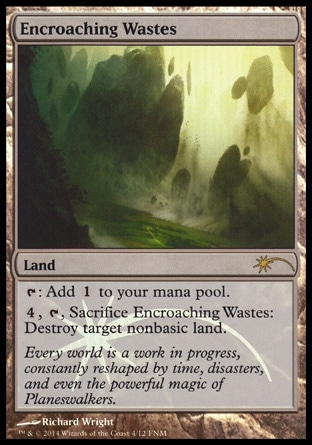 Encroaching Wastes
Land
: Add 1 to your mana pool.
4, , Sacrifice Encroaching Wastes:
Destroy target nonbasic land.
Every world is a work in progress,
constantly reshaped by time, disasters,
and even the powerful magic of
Planeswalkers.
Richard Wright
™ & © 2014 Wizards of the Coast 4/12 FNM